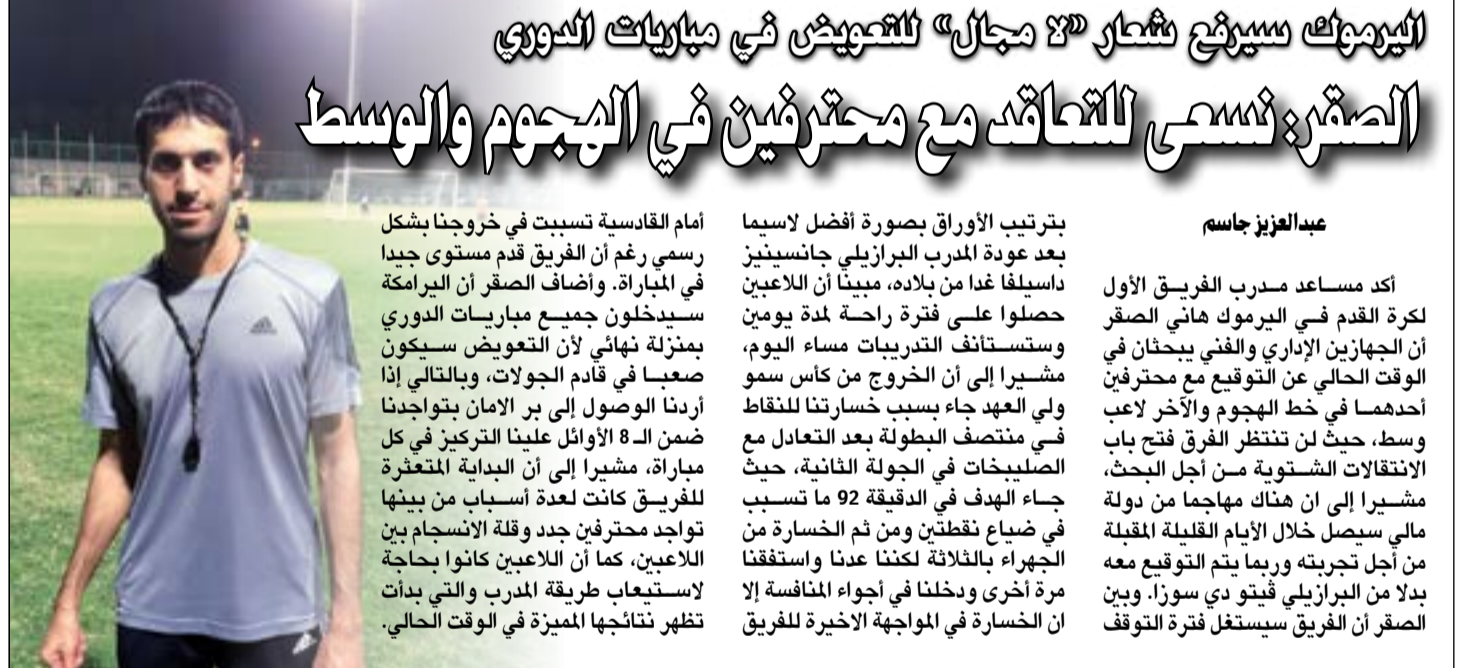 اليرموك سيرفع شعار «لا مجال» للتعويض في مباريات الدوري
الصقر: نسعى للتعاقد مع محترفين في الهجوم والوسط
عبدالعزيز جاسم
أكد مساعد مدرب الفريق الأول
لكرة القدم في اليرموك هاني الصقر
أن الجهازين الإداري والفني يبحثان في
الوقت الحالي عن التوقيع مع محترفين
أحدهما في خط الهجوم والآخر لاعب
وسط، حيث لن تنتظر الفرق فتح باب
الانتقالات الشتوية من أجل البحث،
مشيرا إلى ان هناك مهاجما من دولة
مالي سيصل خلال الأيام القليلة المقبلة
من أجل تجربته وربما يتم التوقيع معه
بدلا من البرازيلي ڤيتو دي سوزا. وبين
الصقر أن الفريق سيستغل فترة التوقف
بترتيب الأوراق بصورة أفضل لاسيما
بعد عودة المدرب البرازيلي جانسينيز
داسيلفا غدا من بلاده، مبينا أن اللاعبين
حصلوا على فترة راحة لمدة يومين
وستستأنف التدريبات مساء اليوم،
مشيرا إلى أن الخروج من كأس سمو
ولي العهد جاء بسبب خسارتنا للنقاط
في منتصف البطولة بعد التعادل مع
الصليبخات في الجولة الثانية، حيث
جاء الهدف في الدقيقة 92 ما تسبب
في ضياع نقطتين ومن ثم الخسارة من
الجهراء بالثلاثة لكننا عدنا واستفقنا
مرة أخرى ودخلنا في أجواء المنافسة إلا
ان الخسارة في المواجهة الاخيرة للفريق
أمام القادسية تسببت في خروجنا بشكل
رسمي رغم أن الفريق قدم مستوى جيدا
في المباراة. وأضاف الصقر أن اليرامكة
سيدخلون جميع مباريات الدوري
بمنزلة نهائي لأن التعويض سيكون
صعبا في قادم الجولات، وبالتالي إذا
أردنا الوصول إلى بر الامان بتواجدنا
ضمن الـ 8 الأوائل علينا التركيز في كل
مباراة، مشيرا إلى أن البداية المتعثرة
للفريق كانت لعدة أسباب من بينها
تواجد محترفين جدد وقلة الانسجام بين
اللاعبين، كما أن اللاعبين كانوا بحاجة
لاستيعاب طريقة المدرب والتي بدأت
تظهر نتائجها المميزة في الوقت الحالي.